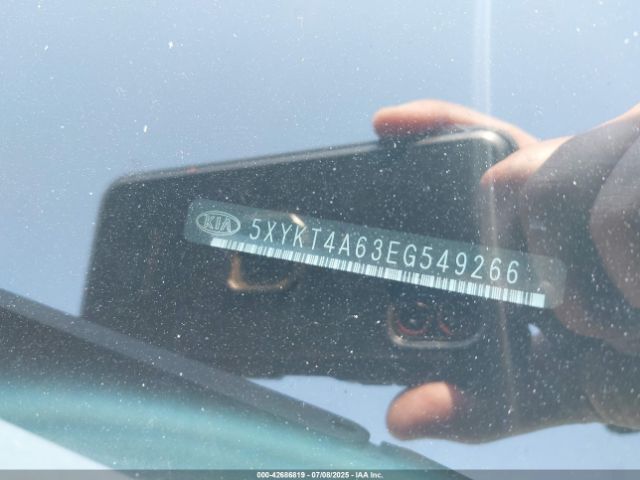 KIA 5XYKT4A63EG549266
000-42686819 | 07/08/2025 | IAA Inc.